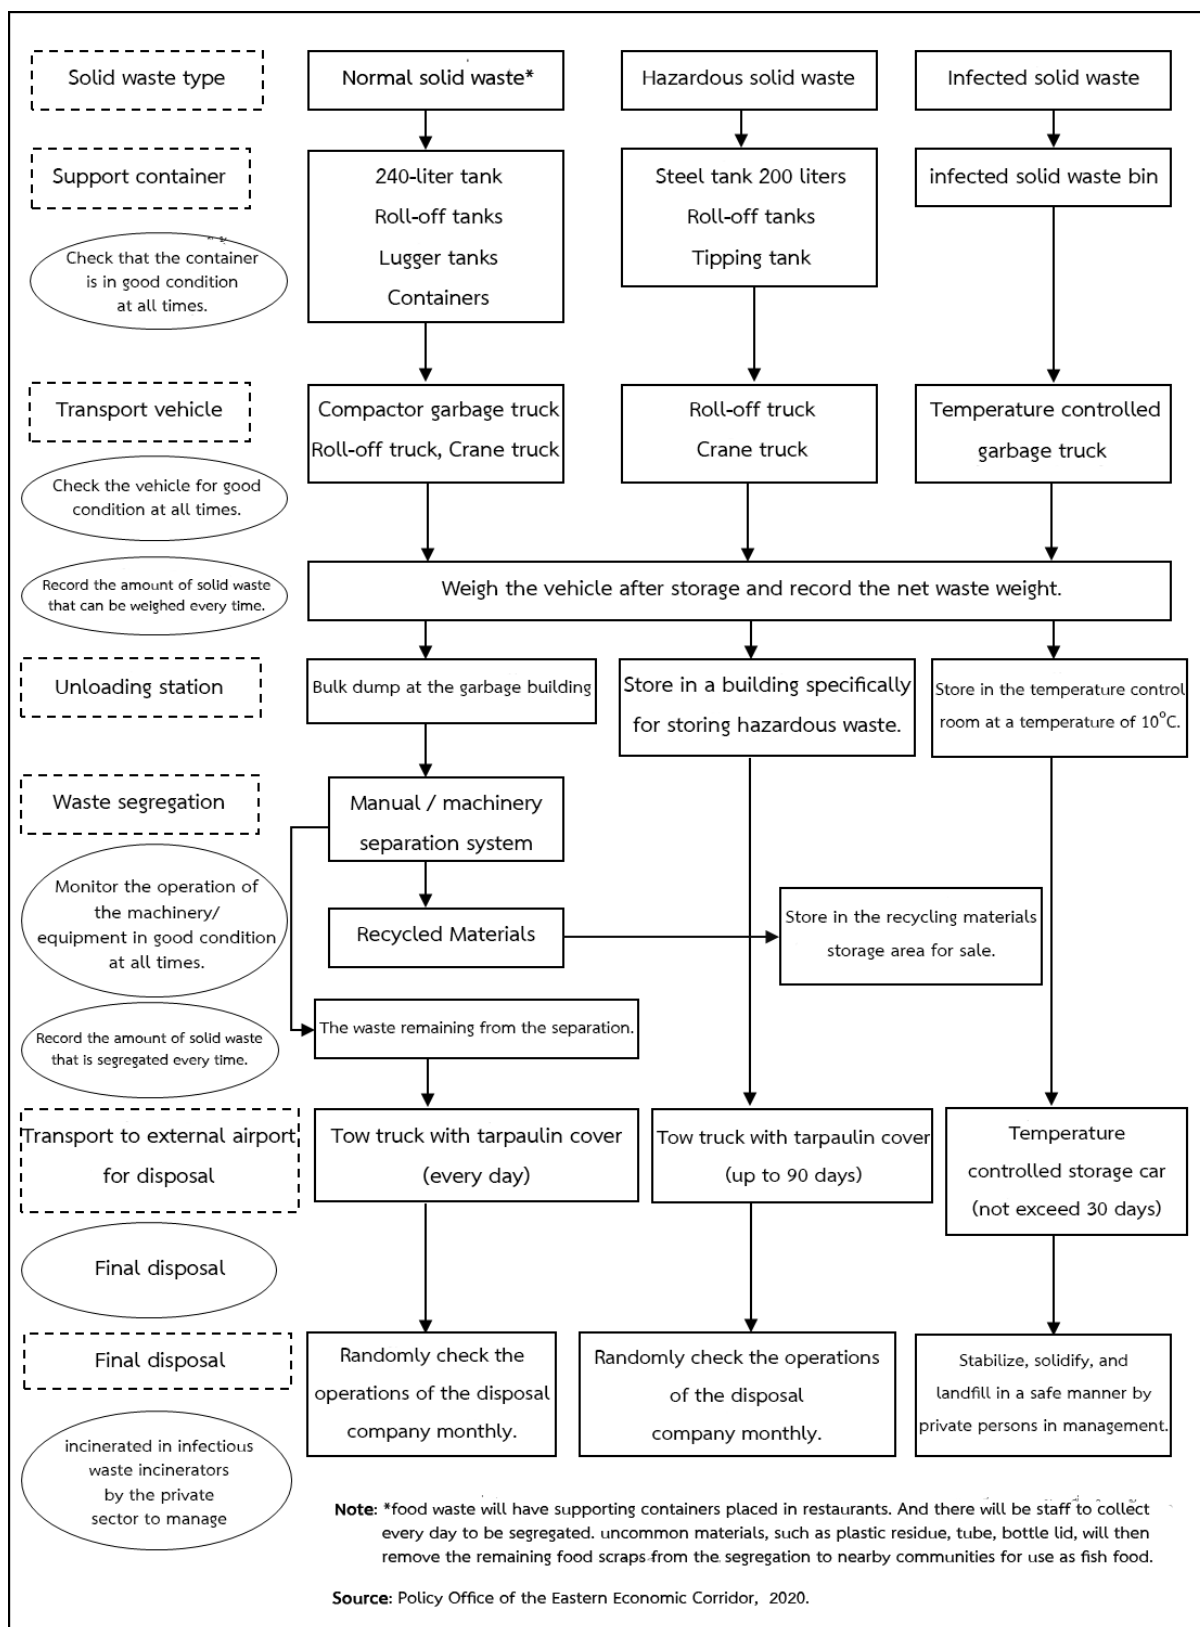 Solid waste type
Normal solid waste*
Hazardous solid waste
Infected solid waste
Support container
240-liter tank
Roll-off tanks
Lugger tanks
Containers
Steel tank 200 liters
Roll-off tanks
Tipping tank
infected solid waste bin
Check that the container
is in good condition
at all times.
Transport vehicle
Compactor garbage truck
Roll-off truck, Crane truck
Roll-off truck
Crane truck
Temperature controlled
garbage truck
Check the vehicle for good
condition at all times.
Record the amount of solid waste
that can be weighed every time.
Weigh the vehicle after storage and record the net waste weight.
Unloading station
Bulk dump at the garbage building
Store in a building specifically
for storing hazardous waste.
Store in the temperature control
room at a temperature of 10°C.
Waste segregation
Manual / machinery
separation system
Monitor the operation of
the machinery/
equipment in good condition
at all times.
Recycled Materials
Store in the recycling materials
storage area for sale.
Record the amount of solid waste
that is segregated every time.
The waste remaining from the separation.
Transport to external airport
for disposal
Tow truck with tarpaulin cover
(every day)
Tow truck with tarpaulin cover
(up to 90 days)
Temperature
controlled storage car
(not exceed 30 days)
Final disposal
Final disposal
Randomly check the
operations of the disposal
company monthly.
Randomly check the operations
of the disposal
company monthly.
Stabilize, solidify, and
landfill in a safe manner by
private persons in management.
incinerated in infectious
waste incinerators
by the private
sector to manage
Note: *food waste will have supporting containers placed in restaurants. And there will be staff to collect
every day to be segregated. uncommon materials, such as plastic residue, tube, bottle lid, will then
remove the remaining food scraps from the segregation to nearby communities for use as fish food.
Source: Policy Office of the Eastern Economic Corridor, 2020.